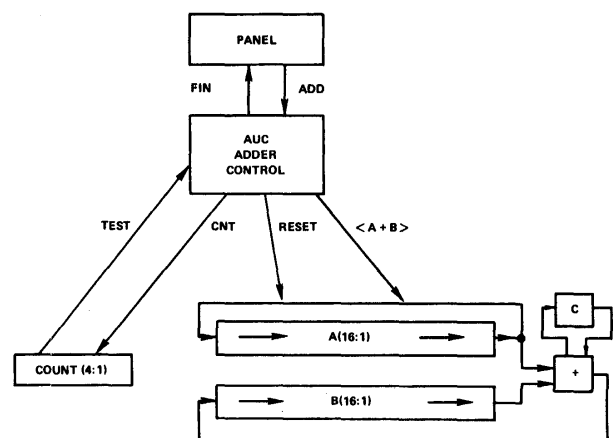 PANEL
FIN
ADD
AUC
ADDER
CONTROL
TEST
CNT
RESET
<A+B>
C
A(16:1)
+
COUNT (4:1)
B(16:1)